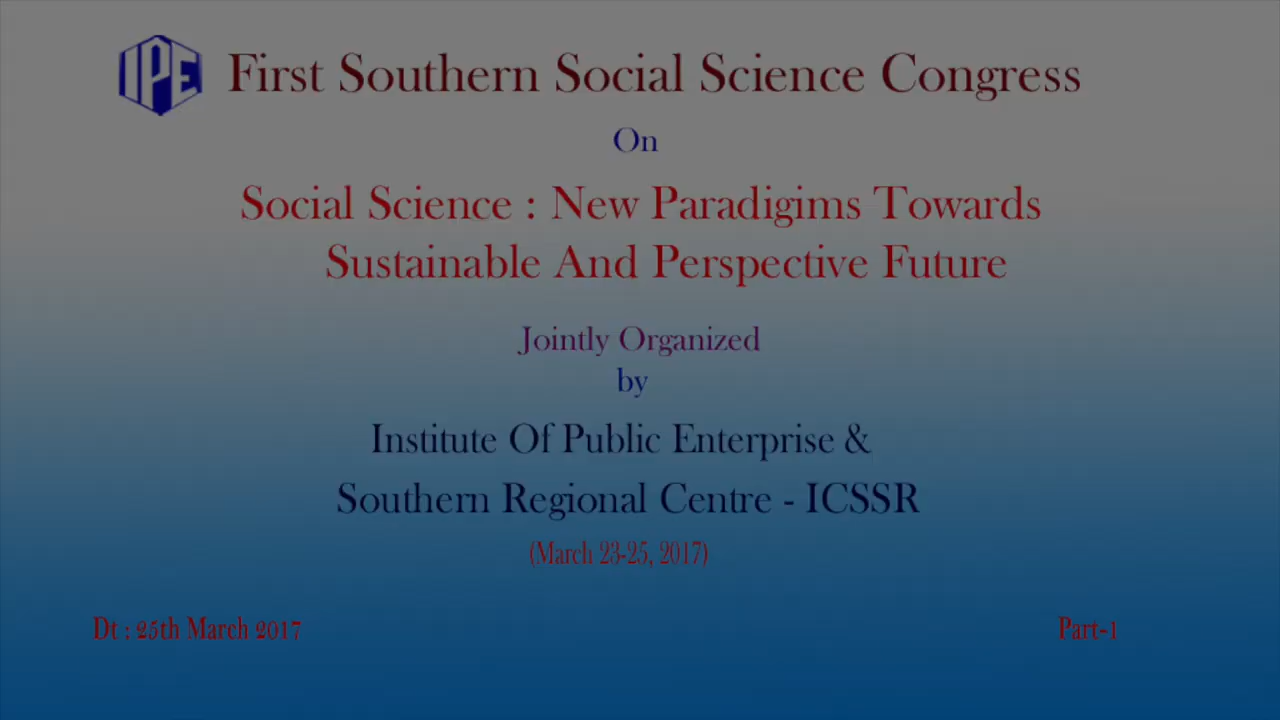 IPE
First Southern Social Science Congress
On
Social Science : New Paradigims Towards
Sustainable And Perspective Future
Jointly Organized
by
Institute Of Public Enterprise &
Southern Regional Centre - ICSSR
(March 23-25, 2017)
Dt : 25th March 2017
Part-1